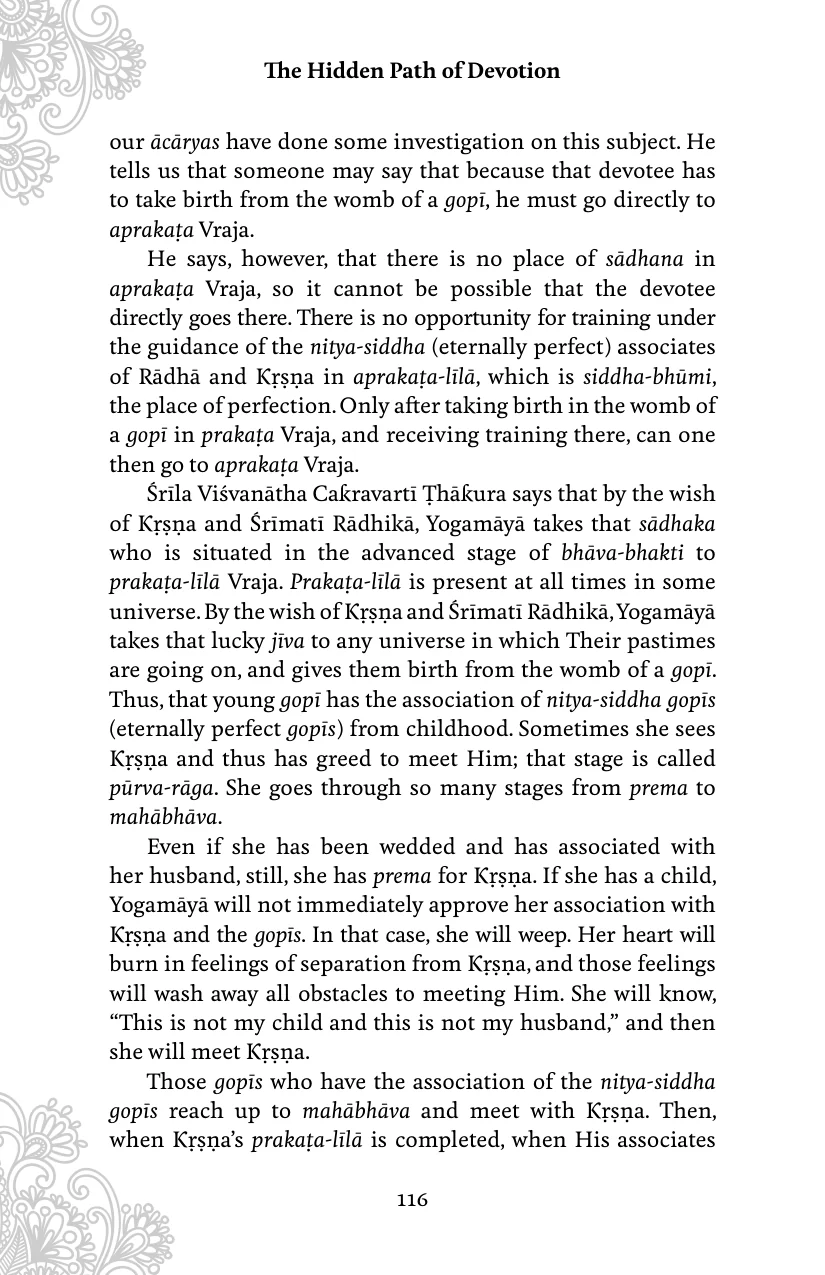 The Hidden Path of Devotion
our ācāryas have done some investigation on this subject. He
tells us that someone may say that because that devotee has
to take birth from the womb of a gopī, he must go directly to
aprakaṭa Vraja.
He says, however, that there is no place of sādhana in
aprakaṭa Vraja, so it cannot be possible that the devotee
directly goes there. There is no opportunity for training under
the guidance of the nitya-siddha (eternally perfect) associates
of Rādhā and Kṛṣṇa in aprakaṭa-līlā, which is siddha-bhūmi,
the place of perfection. Only after taking birth in the womb of
a gopī in prakaṭa Vraja, and receiving training there, can one
then go to aprakaṭa Vraja.
Śrīla Viśvanātha Cakravartī Ṭhākura says that by the wish
of Kṛṣṇa and Śrīmatī Rādhikā, Yogamāyā takes that sādhaka
who is situated in the advanced stage of bhāva-bhakti to
prakaṭa-līlā Vraja. Prakaṭa-līlā is present at all times in some
universe. By the wish of Kṛṣṇa and Śrīmatī Rādhikā, Yogamāyā
takes that lucky jīva to any universe in which Their pastimes
are going on, and gives them birth from the womb of a gopī.
Thus, that young gopī has the association of nitya-siddha gopīs
(eternally perfect gopīs) from childhood. Sometimes she sees
Kṛṣṇa and thus has greed to meet Him; that stage is called
pūrva-rāga. She goes through so many stages from prema to
mahābhāva.
Even if she has been wedded and has associated with
her husband, still, she has prema for Kṛṣṇa. If she has a child,
Yogamāyā will not immediately approve her association with
Kṛṣṇa and the gopīs. In that case, she will weep. Her heart will
burn in feelings of separation from Kṛṣṇa, and those feelings
will wash away all obstacles to meeting Him. She will know,
“This is not my child and this is not my husband,” and then
she will meet Kṛṣṇa.
Those gopīs who have the association of the nitya-siddha
gopīs reach up to mahābhāva and meet with Kṛṣṇa. Then,
when Kṛṣṇa’s prakaṭa-līlā is completed, when His associates
116